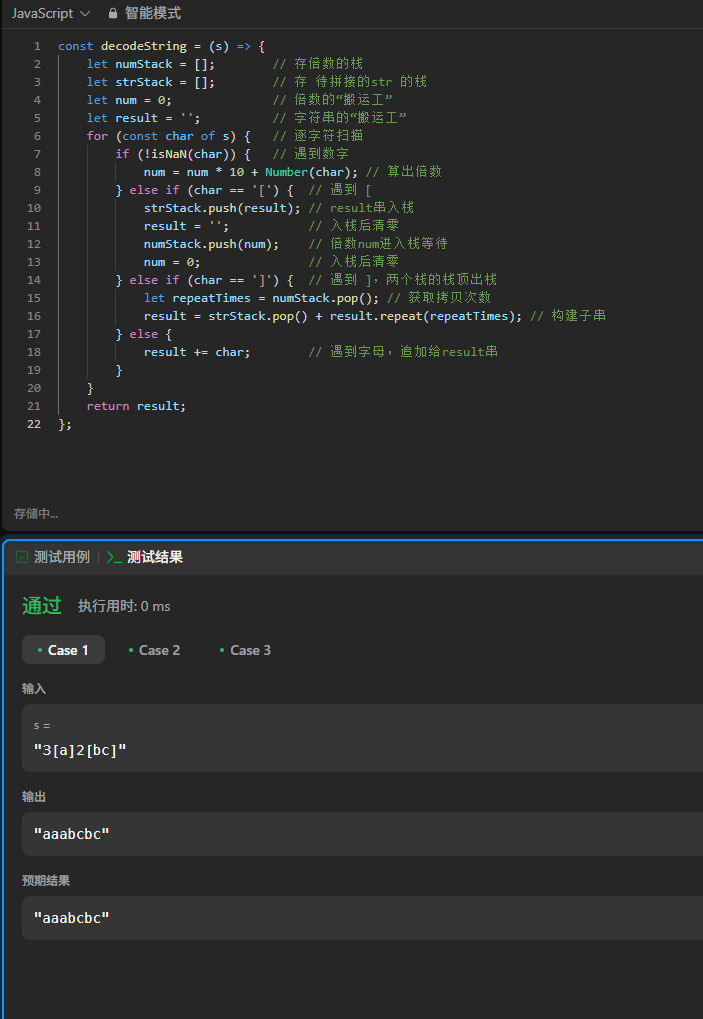 JavaScript 智能模式
1 const decodeString = (s) => {
2 let numStack = []; // 存倍数的栈
3 let strStack = []; // 存 待拼接的str 的栈
4 let num = 0; // 倍数的“搬运工”
5 let result = ''; // 字符串的“搬运工”
6 for (const char of s) { // 逐字符扫描
7 if (!isNaN(char)) { // 遇到数字
8 num = num * 10 + Number(char); // 算出倍数
9 } else if (char == '[') { // 遇到 [
10 strStack.push(result); // result串入栈
11 result = ''; // 入栈后清零
12 numStack.push(num); // 倍数num进入栈等待
13 num = 0; // 入栈后清零
14 } else if (char == ']') { // 遇到 ]，两个栈的栈顶出栈
15 let repeatTimes = numStack.pop(); // 获取拷贝次数
16 result = strStack.pop() + result.repeat(repeatTimes); // 构建子串
17 } else {
18 result += char; // 遇到字母，追加给result串
19 }
20 }
21 return result;
22 };
存储中...
测试用例 | >_ 测试结果
通过 执行用时: 0 ms
• Case 1 • Case 2 • Case 3
输入
s =
"3[a]2[bc]"
输出
"aaabcbc"
预期结果
"aaabcbc"